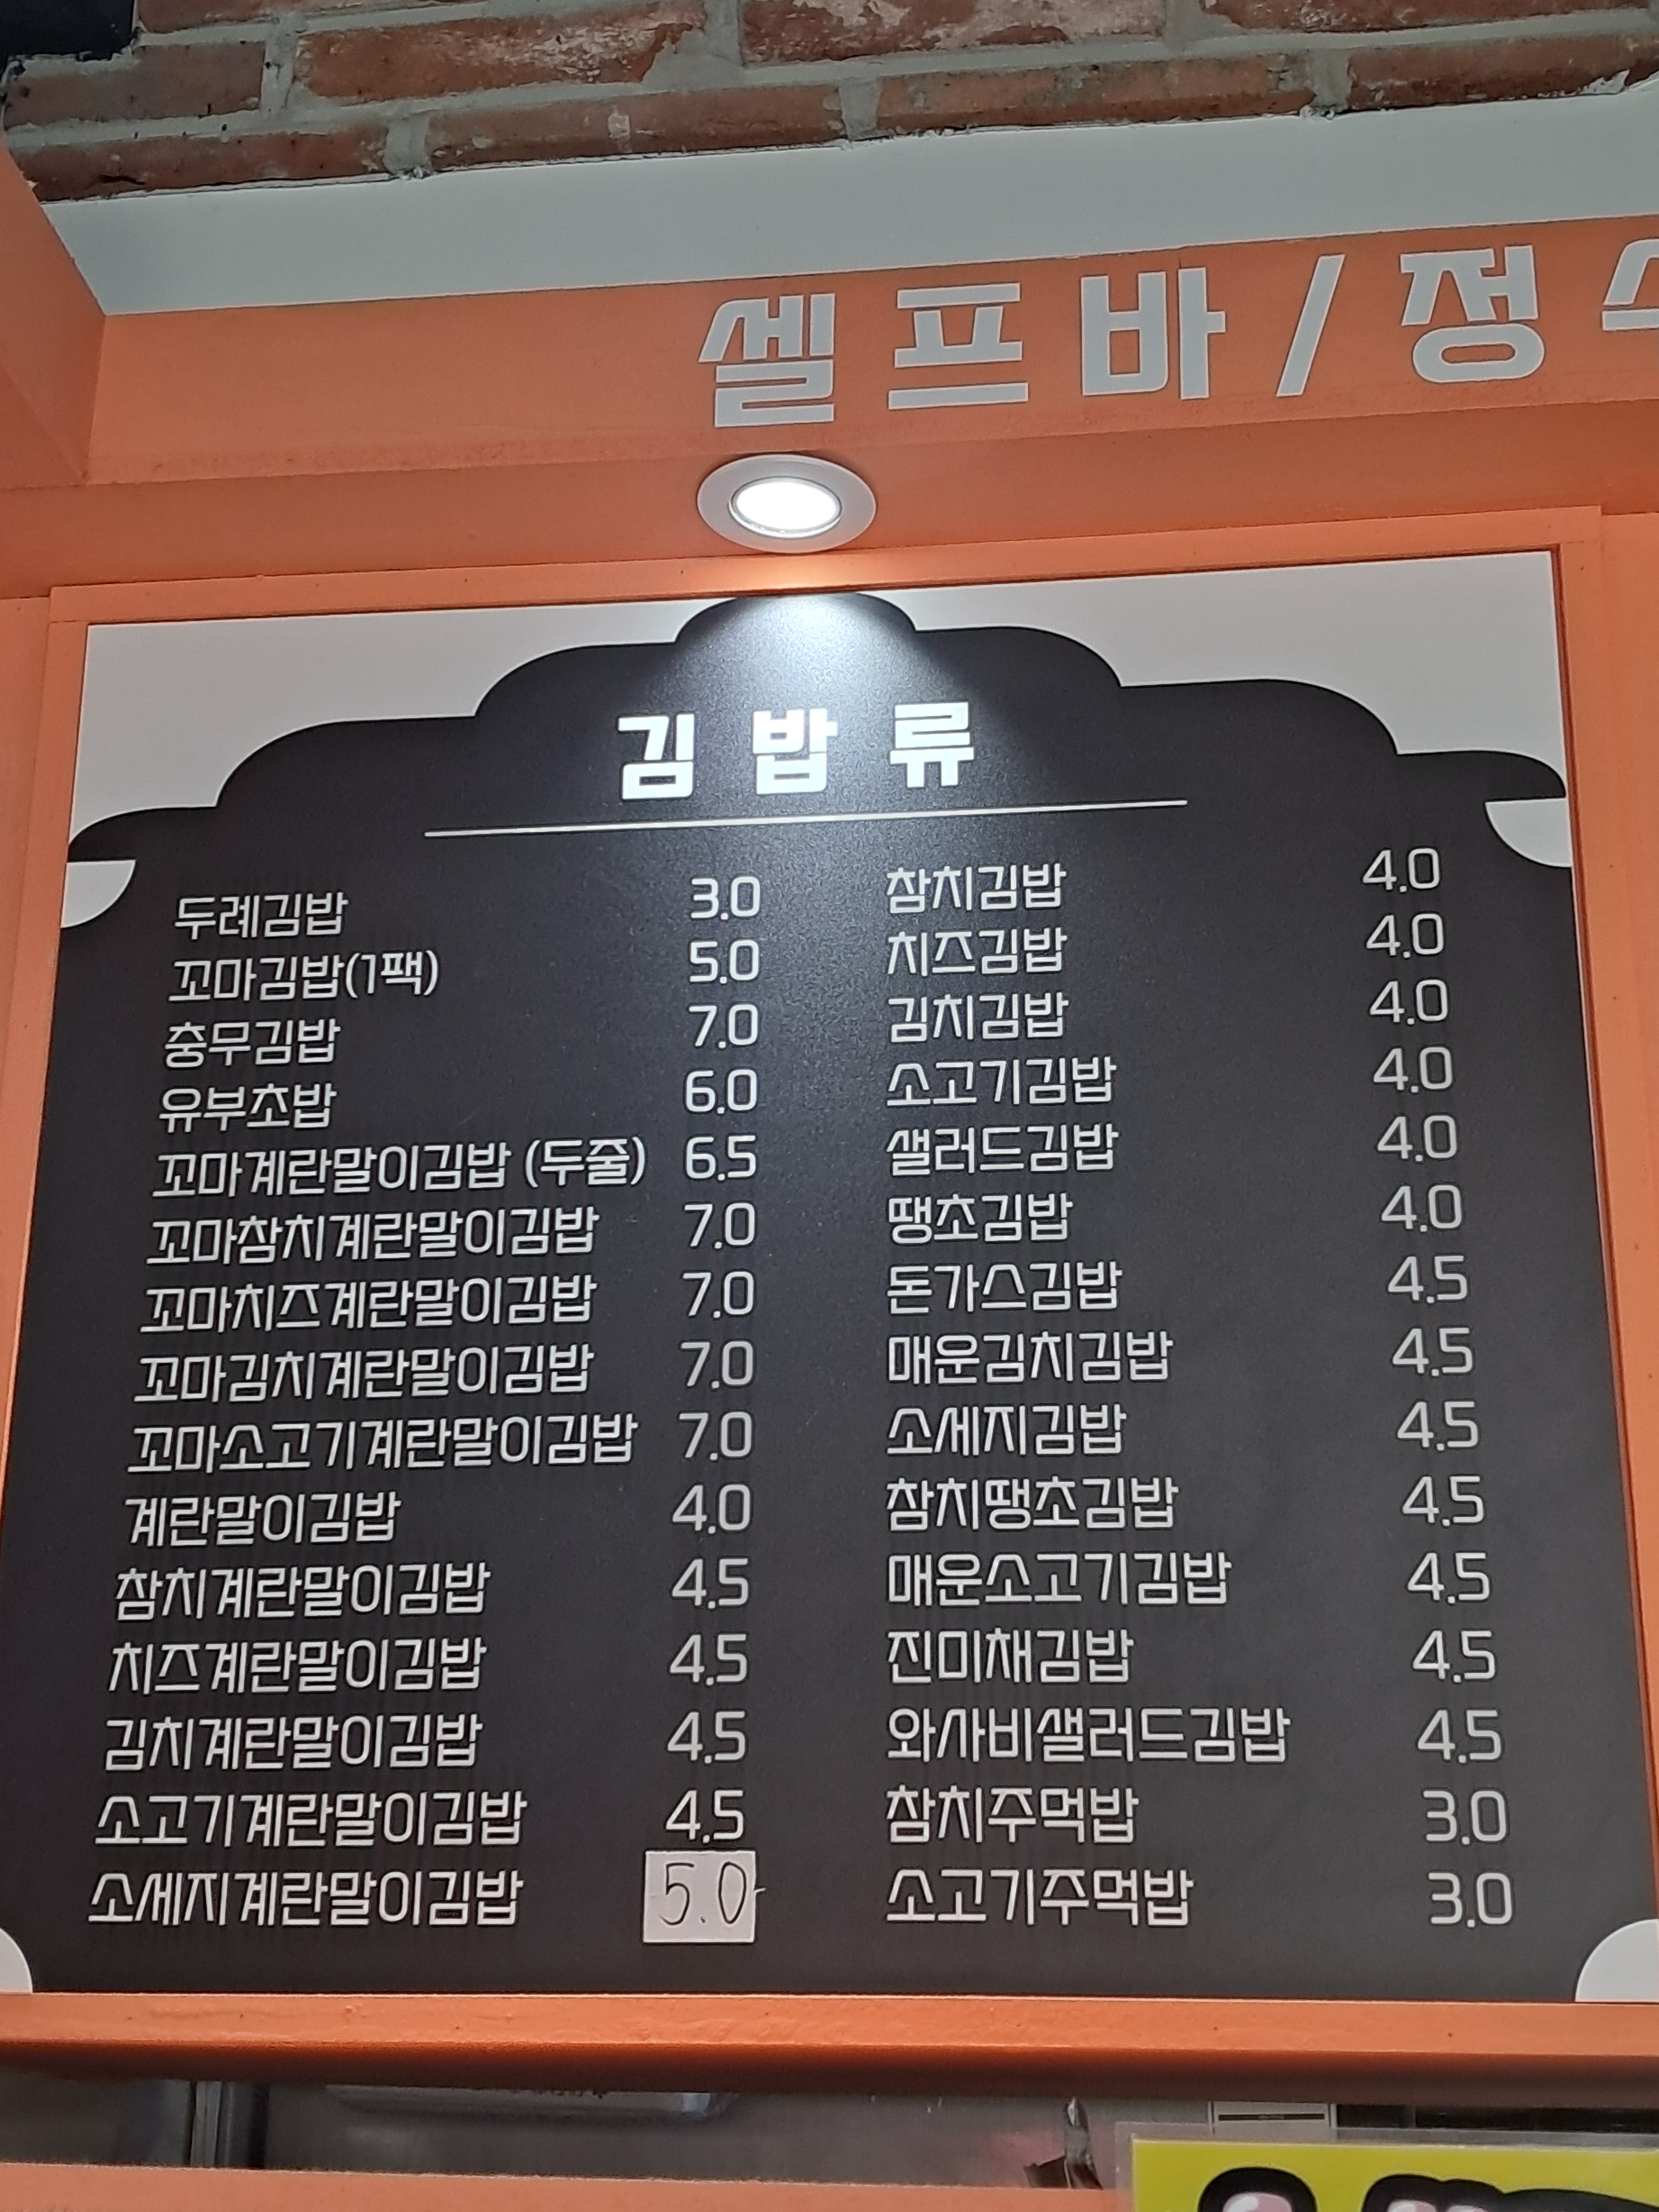 셀프바/정
김밥류
두례김밥 3.0
꼬마김밥(1팩) 5.0
충무김밥 7.0
유부초밥 6.0
꼬마계란말이김밥 (두줄) 6.5
꼬마참치계란말이김밥 7.0
꼬마치즈계란말이김밥 7.0
꼬마김치계란말이김밥 7.0
꼬마소고기계란말이김밥 7.0
계란말이김밥 4.0
참치계란말이김밥 4.5
치즈계란말이김밥 4.5
김치계란말이김밥 4.5
소고기계란말이김밥 4.5
소세지계란말이김밥 5.0
참치김밥 4.0
치즈김밥 4.0
김치김밥 4.0
소고기김밥 4.0
샐러드김밥 4.0
땡초김밥 4.0
돈가스김밥 4.5
매운김치김밥 4.5
소세지김밥 4.5
참치땡초김밥 4.5
매운소고기김밥 4.5
진미채김밥 4.5
와사비샐러드김밥 4.5
참치주먹밥 3.0
소고기주먹밥 3.0